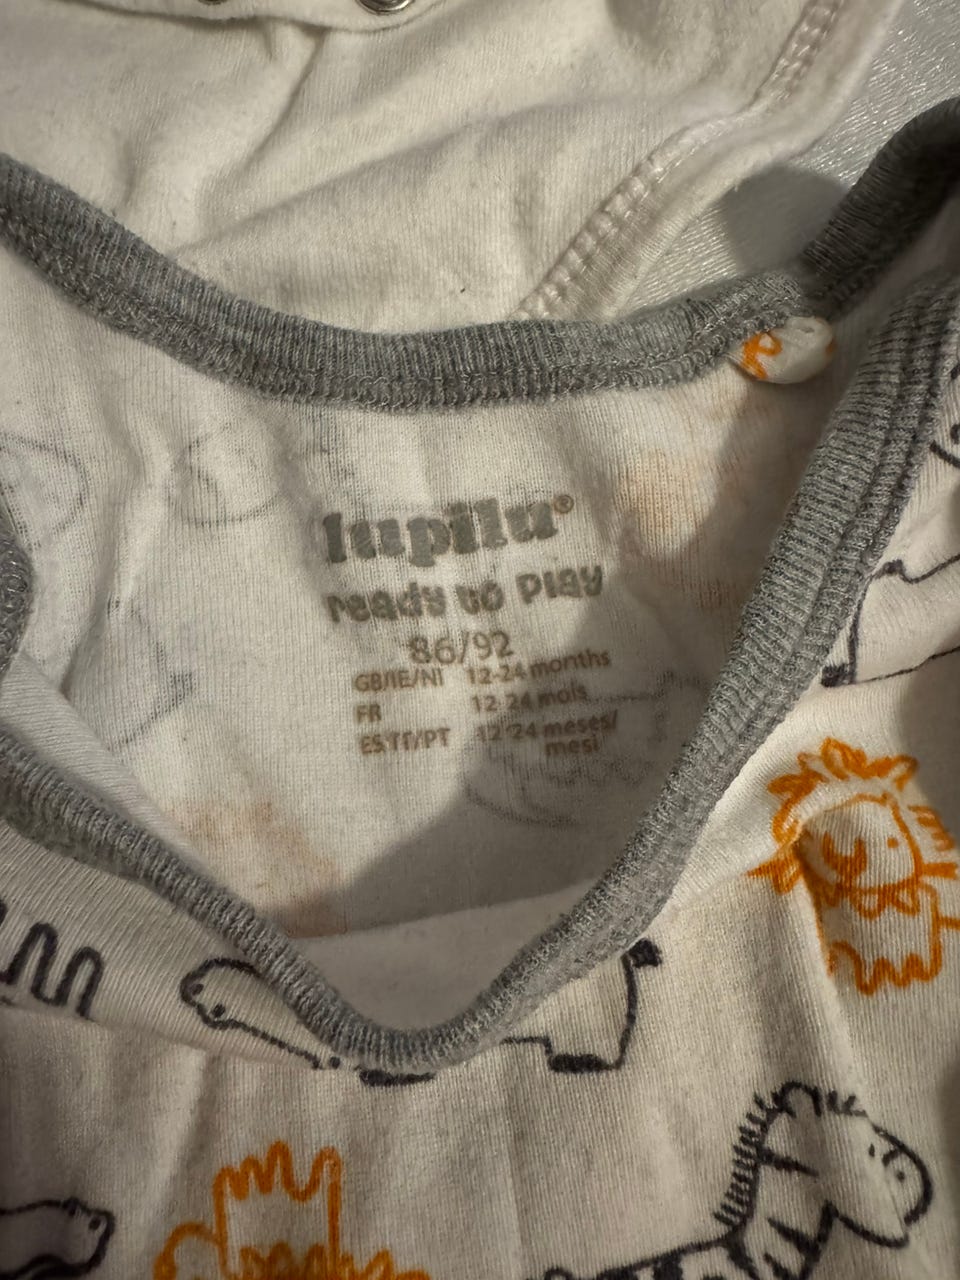 lupilu®
ready to play
86/92
GB/IE/NI 12-24 months
FR 12-24 mois
ES/IT/PT 12-24 meses/
mesi